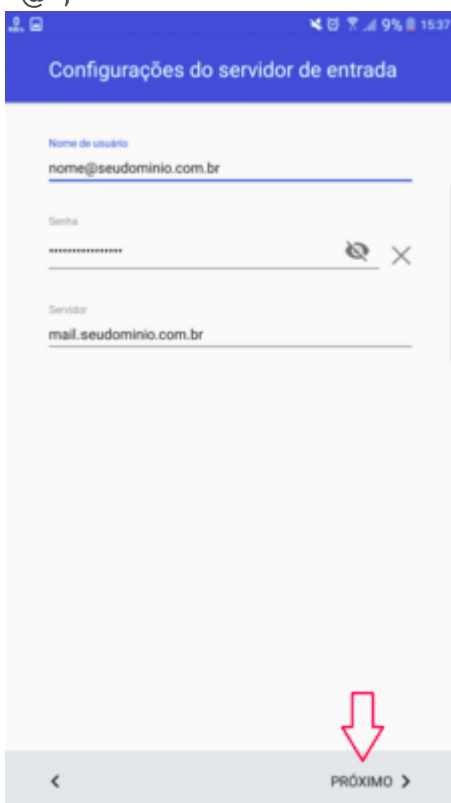 9% 15:37
Configurações do servidor de entrada
Nome de usuário
nome@seudominio.com.br
Senha
Servidor
mail.seudominio.com.br
PRÓXIMO